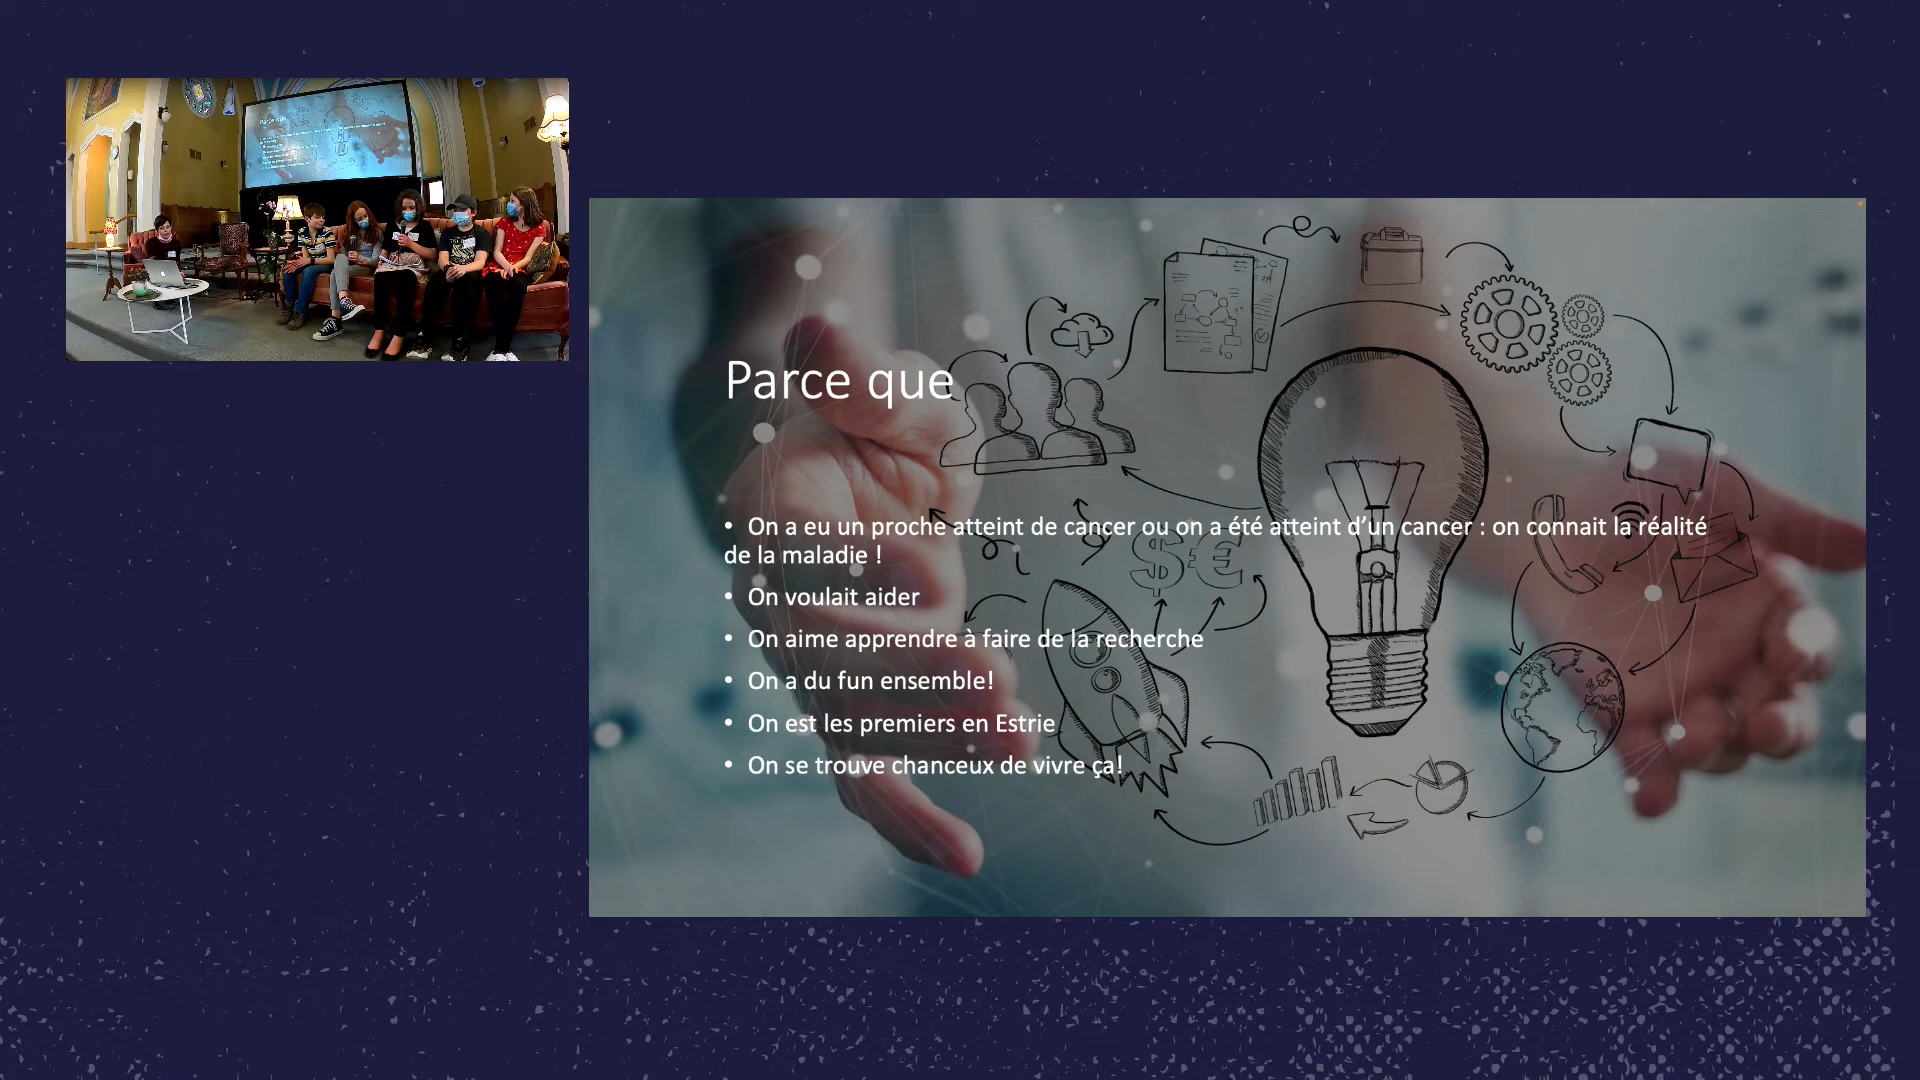 Parce que
• On a eu un proche atteint de cancer ou on a été atteint d’un cancer : on connait la réalité
de la maladie !
• On voulait aider
• On aime apprendre à faire de la recherche
• On a du fun ensemble!
• On est les premiers en Estrie
• On se trouve chanceux de vivre ça!
$€